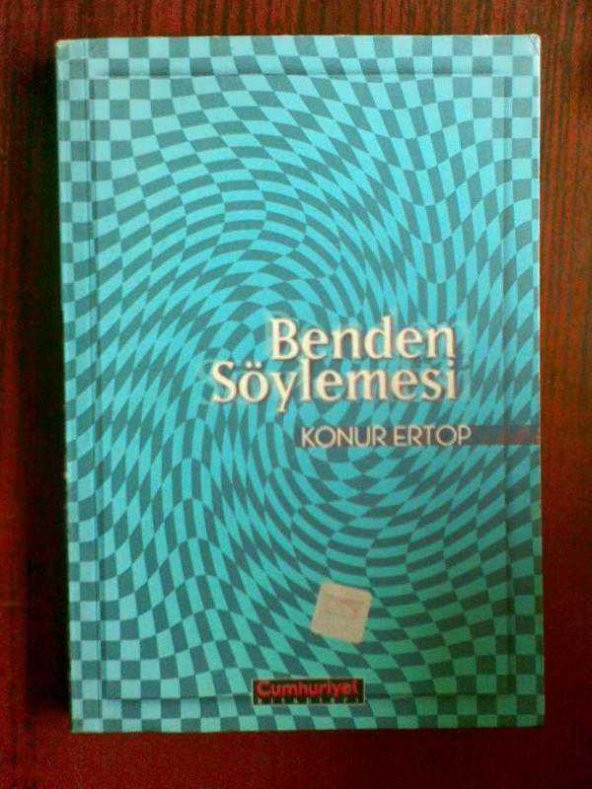 Benden
Söylemesi
KONUR ERTOP
Cumhuriyet